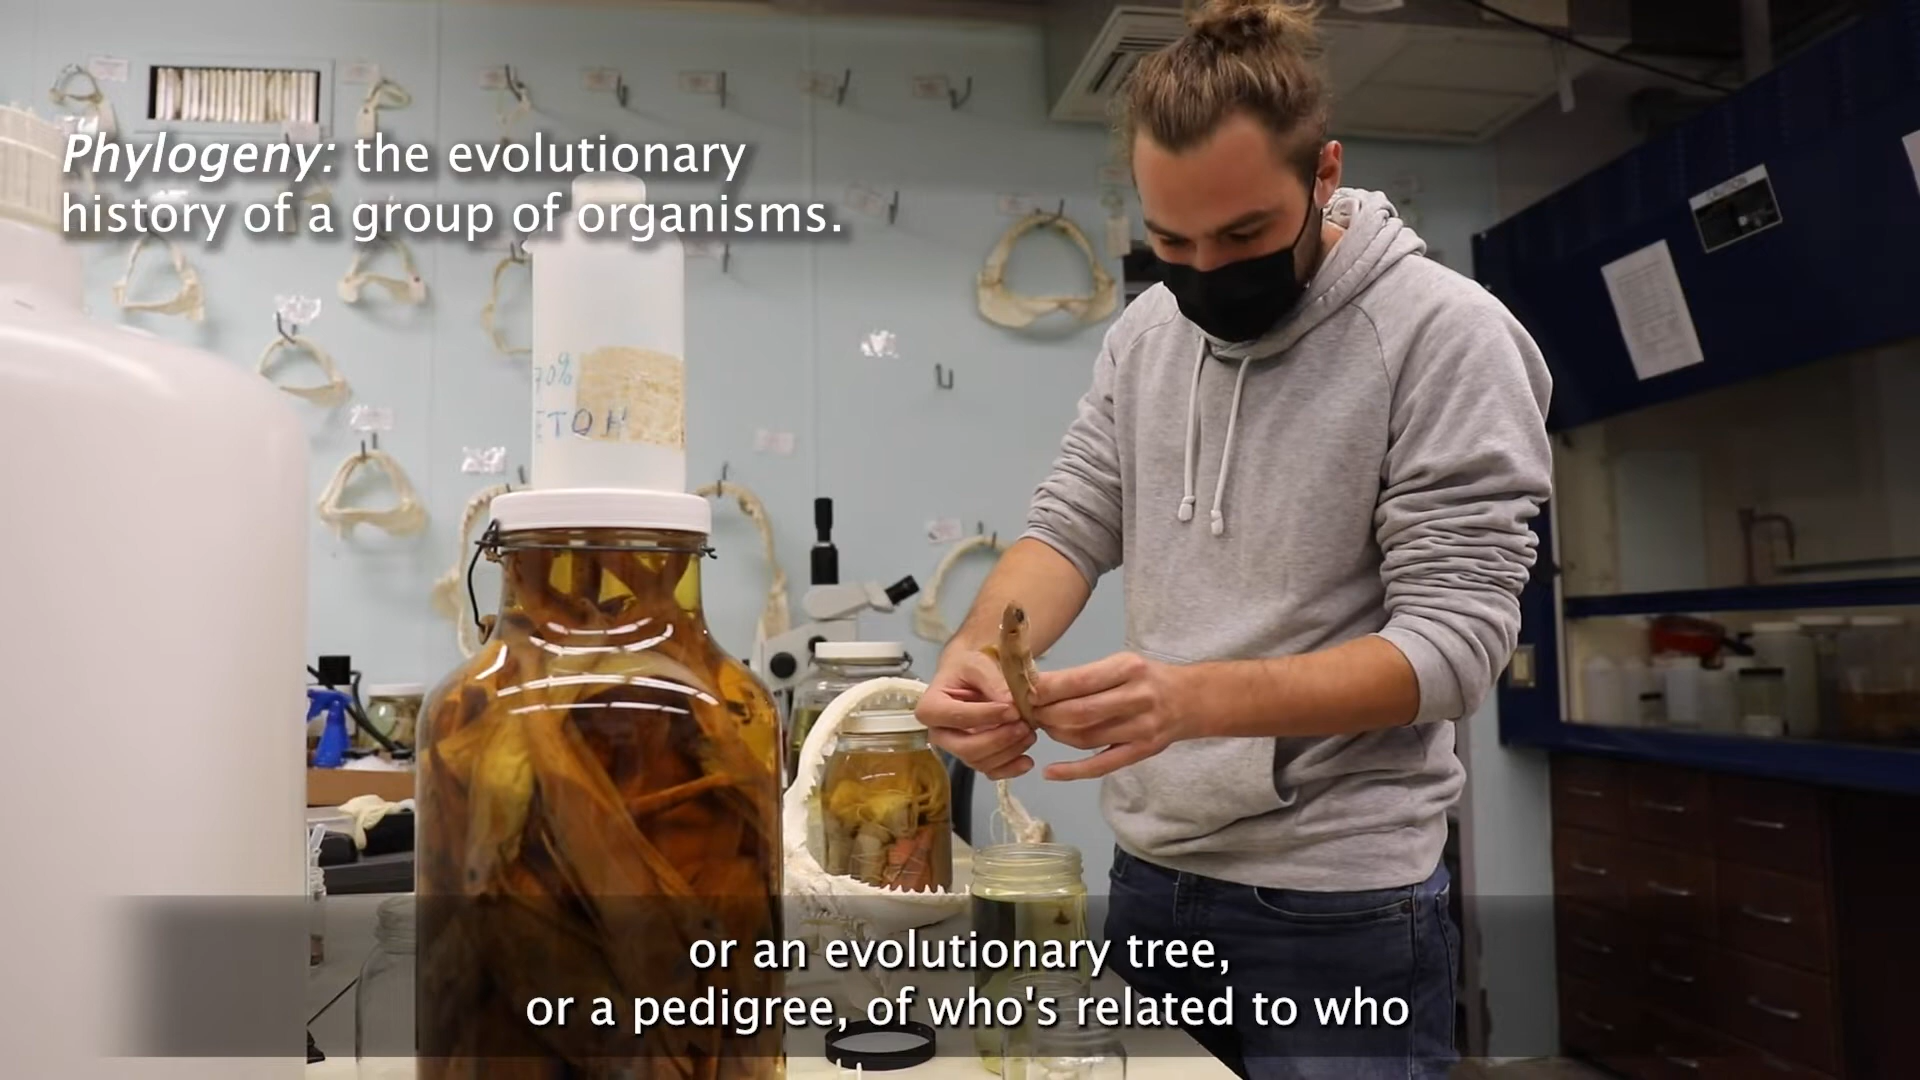 Phylogeny: the evolutionary
history of a group of organisms.
70%
ETOH
CAUTION
or an evolutionary tree,
or a pedigree, of who's related to who